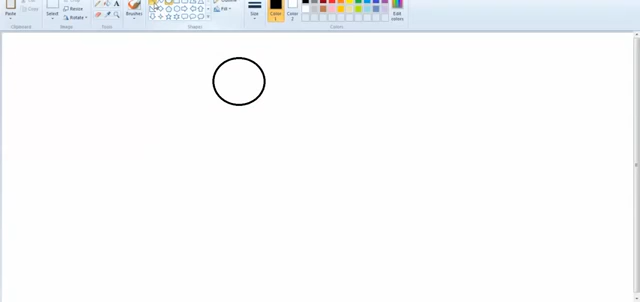 Paste
Select
Resize
Rotate
Brushes
Fill
Size
Color
1
Color
2
Edit
colors
Clipboard
Image
Tools
Shapes
Colors